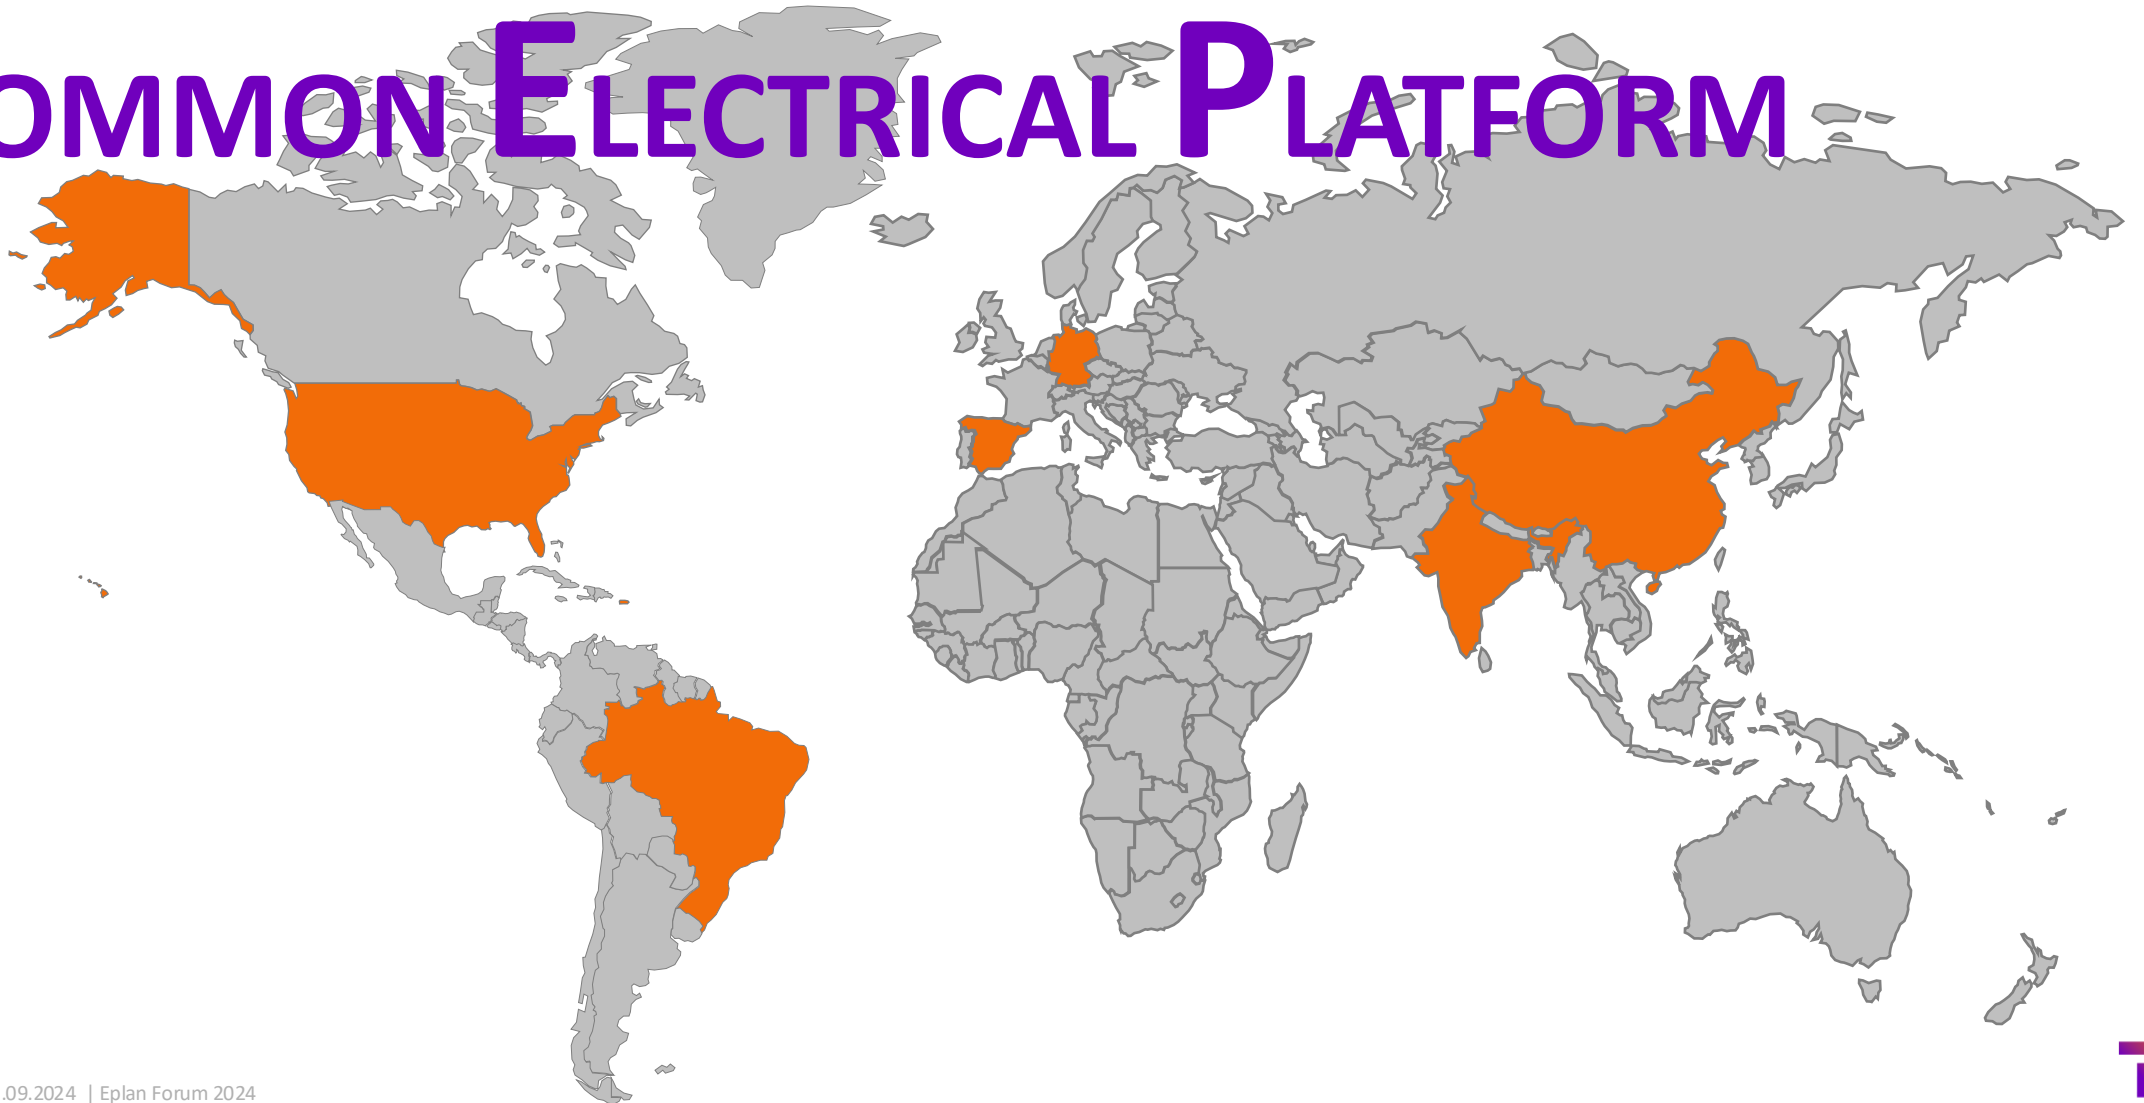 OMMON ELECTRICAL PLATFORM
.09.2024 | Eplan Forum 2024